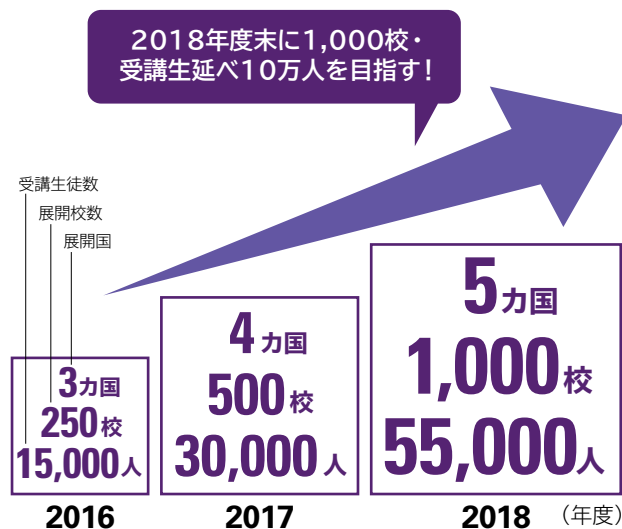 2018年度末に1,000校・
受講生延べ10万人を目指す！
受講生徒数
展開校数
展開国
3カ国
250校
15,000人
4カ国
500校
30,000人
5カ国
1,000校
55,000人
2016
2017
2018
（年度）